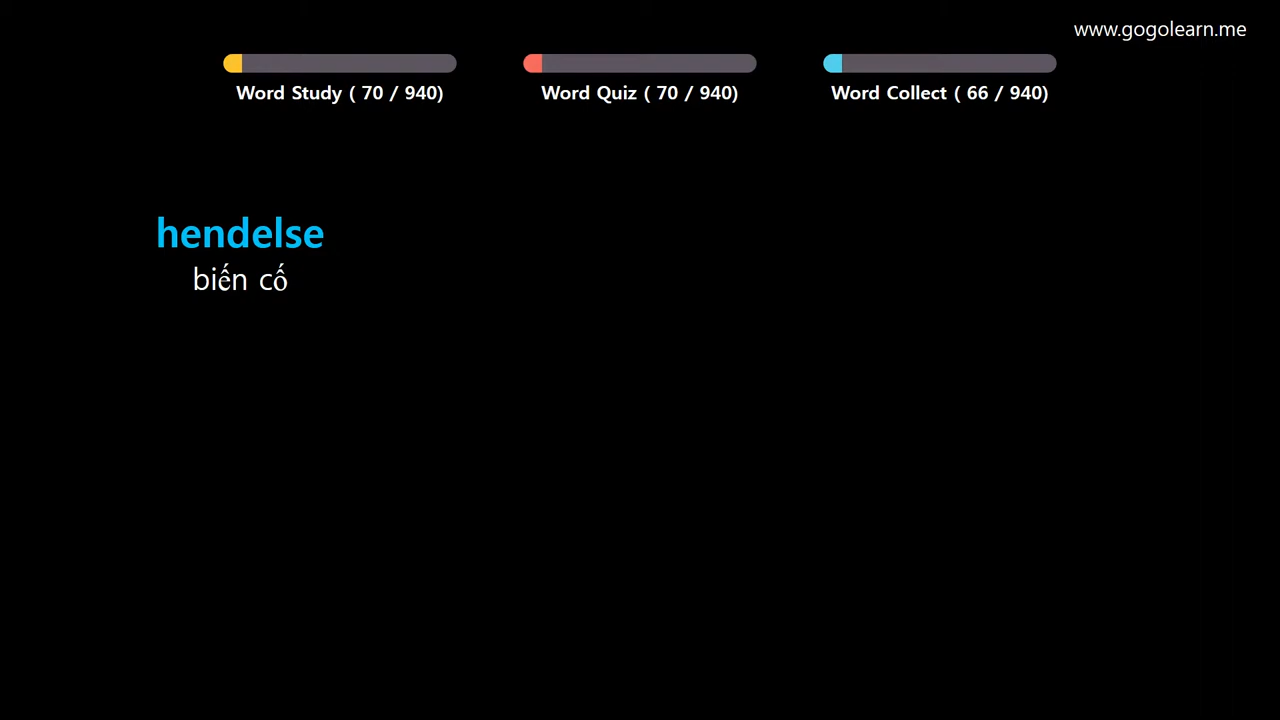 www.gogolearn.me
Word Study ( 70 / 940)
Word Quiz ( 70 / 940)
Word Collect ( 66 / 940)
hendelse
biến cố